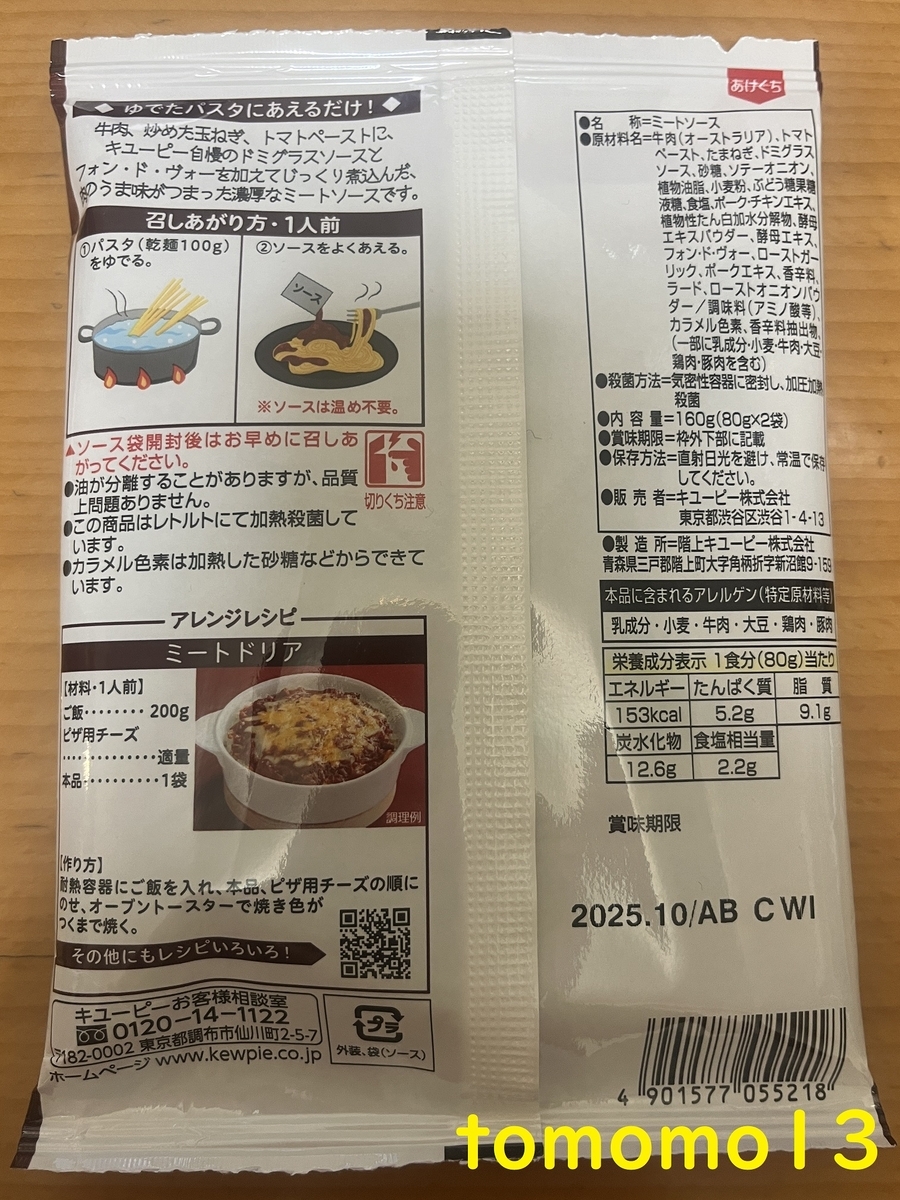 ◆ ゆでたパスタにあえるだけ! ◆
牛肉、炒めた玉ねぎ、トマトペーストに、
キユーピー自慢のドミグラスソースと
フォン・ド・ヴォーを加えてじっくり煮込んだ、
のうま味がつまった濃厚なミートソースです。
召しあがり方・1人前
①パスタ(乾麺100g)
をゆでる。
②ソースをよくあえる。
ソース
※ソースは温め不要。
▲ソース袋開封後はお早めに召しあ
がってください。
●油が分離することがありますが、品質
上問題ありません。
●この商品はレトルトにて加熱殺菌して
います。
●カラメル色素は加熱した砂糖などからできて
います。
切りくち注意
アレンジレシピ
ミートドリア
【材料・1人前】
ご飯‥‥‥‥ 200g
ピザ用チーズ
‥‥‥‥‥‥適量
本品‥‥‥‥‥1袋
調理例
【作り方】
耐熱容器にご飯を入れ、本品、ピザ用チーズの順に
のせ、オーブントースターで焼き色が
つくまで焼く。
その他にもレシピいろいろ!
キユーピーお客様相談室
0120-14-1122
〒182-0002 東京都調布市仙川町2-5-7
ホームページ www.kewpie.co.jp
プラ
外装、袋(ソース)
あけくち
●名 称=ミートソース
●原材料名=牛肉(オーストラリア)、トマト
ペースト、たまねぎ、ドミグラス
ソース、砂糖、ソテーオニオン、
植物油脂、小麦粉、ぶどう糖果糖
液糖、食塩、ポーク・チキンエキス、
植物性たん白加水分解物、酵母
エキスパウダー、酵母エキス、
フォン・ド・ヴォー、ローストガー
リック、ポークエキス、香辛料、
ラード、ローストオニオンパウ
ダー/調味料(アミノ酸等)、
カラメル色素、香辛料抽出物、
(一部に乳成分・小麦・牛肉・大豆・
鶏肉・豚肉を含む)
●殺菌方法=気密性容器に密封し、加圧加熱
殺菌
●内 容 量=160g(80g×2袋)
●賞味期限=枠外下部に記載
●保存方法=直射日光を避け、常温で保存
してください。
●販 売 者=キユーピー株式会社
東京都渋谷区渋谷1-4-13
●製 造 所=階上キユーピー株式会社
青森県三戸郡階上町大字角柄折字新沼館9-159
本品に含まれるアレルゲン(特定原材料等)
乳成分・小麦・牛肉・大豆・鶏肉・豚肉
栄養成分表示 1食分(80g)当たり
エネルギー たんぱく質 脂 質
153kcal 5.2g 9.1g
炭水化物 食塩相当量
12.6g 2.2g
賞味期限
2025.10/AB CWI
4 901577 055218
tomomo13